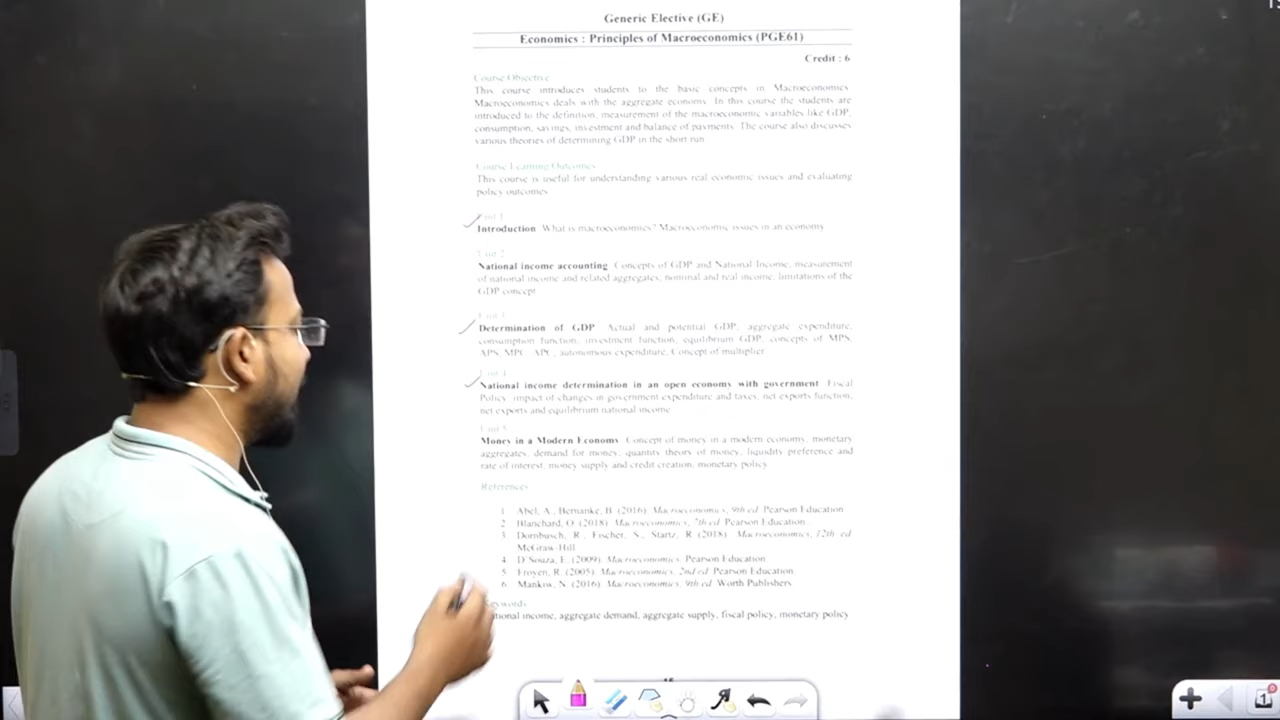 Generic Elective (GE)
Economics : Principles of Macroeconomics (PGE61)
Credit : 6
Course Objective
This course introduces students to the basic concepts in Macroeconomics.
Macroeconomics deals with the aggregate economy. In this course the students are
introduced to the definition, measurement of the macroeconomic variables like GDP,
consumption, savings, investment and balance of payments. The course also discusses
various theories of determining GDP in the short run.
Course Learning Outcomes
This course is useful for understanding various real economic issues and evaluating
policy outcomes.
Unit 1
Introduction What is macroeconomics? Macroeconomic issues in an economy
Unit 2
National income accounting Concepts of GDP and National Income, measurement
of national income and related aggregates, nominal and real income, limitations of the
GDP concept
Unit 3
Determination of GDP Actual and potential GDP, aggregate expenditure,
consumption function, investment function, equilibrium GDP, concepts of MPS,
APS, MPC, APC, autonomous expenditure, Concept of multiplier
Unit 4
National income determination in an open economy with government Fiscal
Policy impact of changes in government expenditure and taxes, net exports function,
net exports and equilibrium national income
Unit 5
Money in a Modern Economy Concept of money in a modern economy, monetary
aggregates, demand for money, quantity theory of money, liquidity preference and
rate of interest, money supply and credit creation, monetary policy
References
1 Abel, A., Bernanke, B. (2016). Macroeconomics, 9th ed. Pearson Education
2 Blanchard, O. (2018). Macroeconomics, 7th ed. Pearson Education
3 Dornbusch, R., Fischer, S., Startz, R. (2018). Macroeconomics, 12th ed.
McGraw-Hill
4 D'Souza, E. (2009). Macroeconomics. Pearson Education
5 Froyen, R. (2005). Macroeconomics, 2nd ed. Pearson Education.
6 Mankiw, N. (2016). Macroeconomics, 9th ed. Worth Publishers
Keywords
tional income, aggregate demand, aggregate supply, fiscal policy, monetary policy
1